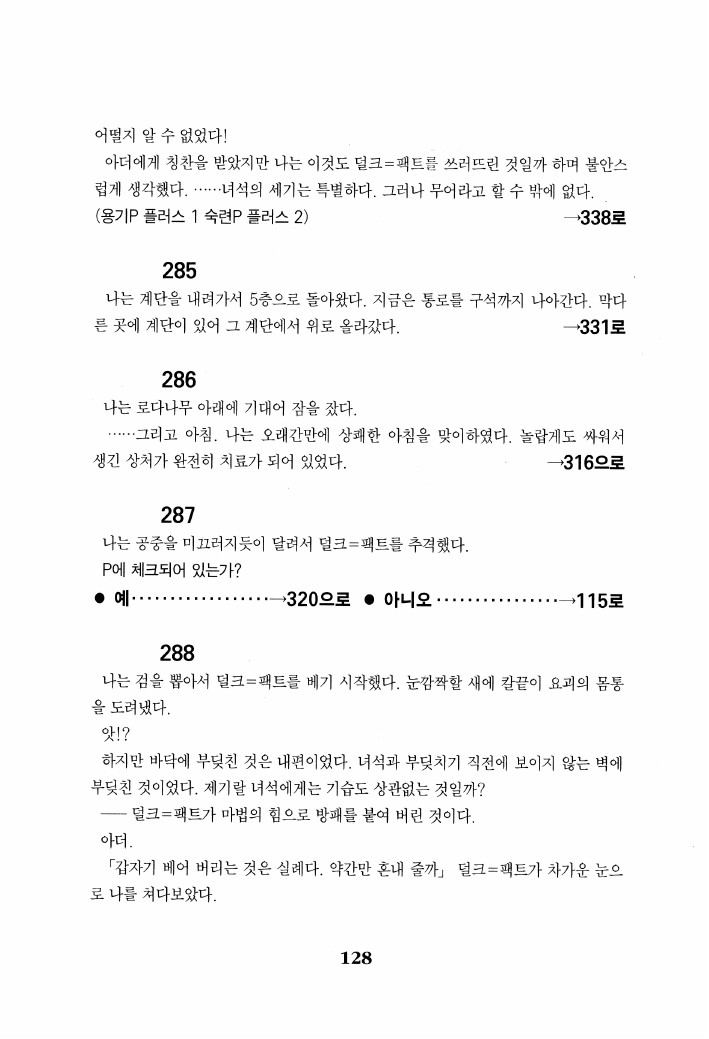 어떨지 알 수 없었다!
아더에게 칭찬을 받았지만 나는 이것도 덜크=팩트를 쓰러뜨린 것일까 하며 불안스
럽게 생각했다. ……녀석의 세기는 특별하다. 그러나 무어라고 할 수 밖에 없다.
(용기P 플러스 1 숙련P 플러스 2) →338로
285
나는 계단을 내려가서 5층으로 돌아왔다. 지금은 통로를 구석까지 나아간다. 막다
른 곳에 계단이 있어 그 계단에서 위로 올라갔다. →331로
286
나는 로다나무 아래에 기대어 잠을 잤다.
……그리고 아침. 나는 오래간만에 상쾌한 아침을 맞이하였다. 놀랍게도 싸워서
생긴 상처가 완전히 치료가 되어 있었다. →316으로
287
나는 공중을 미끄러지듯이 달려서 덜크=팩트를 추격했다.
P에 체크되어 있는가?
● 예··················→320으로 ● 아니오················→115로
288
나는 검을 뽑아서 덜크=팩트를 베기 시작했다. 눈깜짝할 새에 칼끝이 요괴의 몸통
을 도려냈다.
앗!?
하지만 바닥에 부딪친 것은 내편이었다. 녀석과 부딪치기 직전에 보이지 않는 벽에
부딪친 것이었다. 제기랄 녀석에게는 기습도 상관없는 것일까?
── 덜크=팩트가 마법의 힘으로 방패를 붙여 버린 것이다.
아더.
「갑자기 베어 버리는 것은 실례다. 약간만 혼내 줄까」 덜크=팩트가 차가운 눈으
로 나를 쳐다보았다.
128